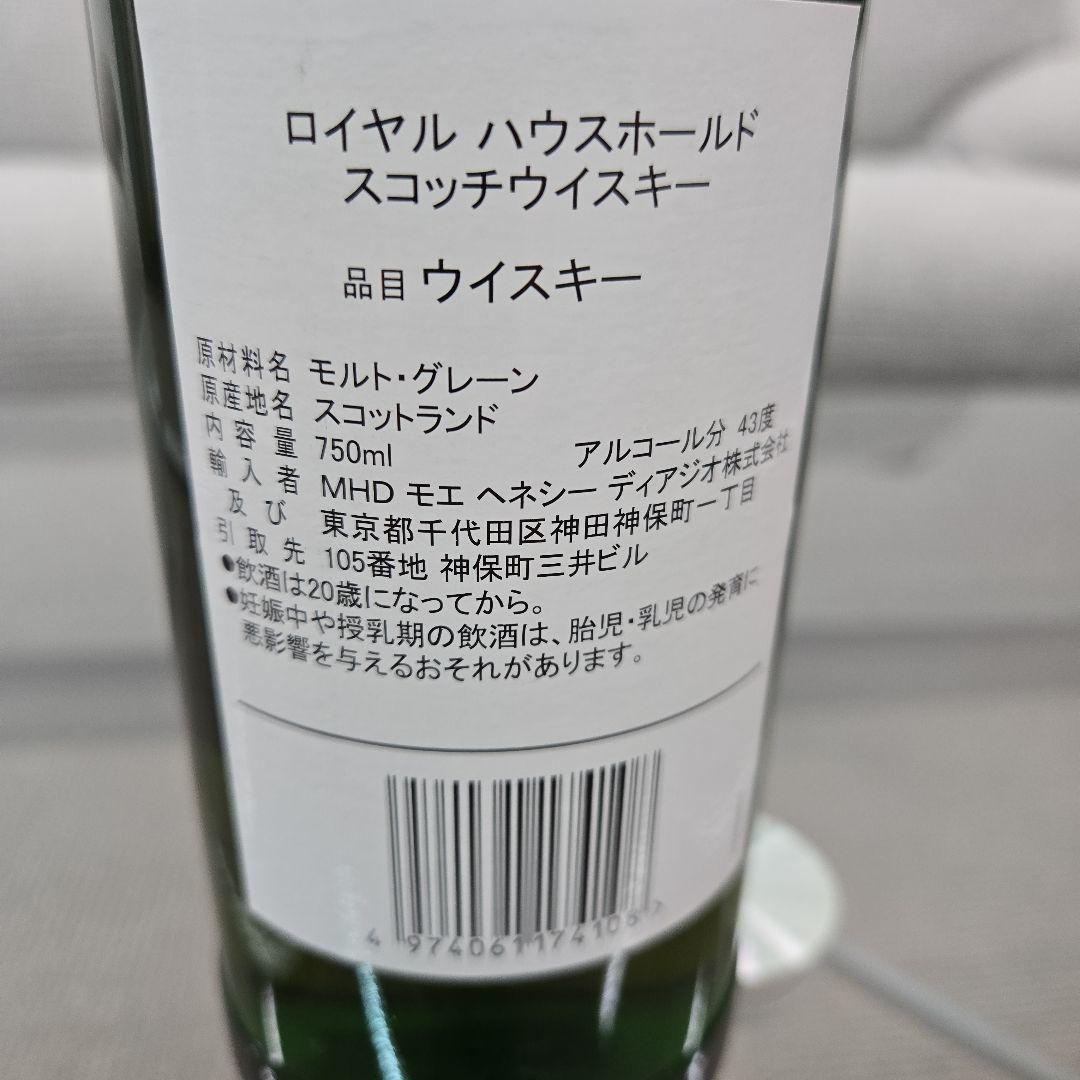 ロイヤル ハウスホールド
スコッチウイスキー
品目 ウイスキー
原材料名 モルト・グレーン
原産地名 スコットランド
内容量 750ml アルコール分 43度
輸入者 MHD モエ ヘネシー ディアジオ株式会社
及び 東京都千代田区神田神保町一丁目
引取先 105番地 神保町三井ビル
●飲酒は20歳になってから。
●妊娠中や授乳期の飲酒は、胎児・乳児の発育に
悪影響を与えるおそれがあります。
4 974061 174106 >